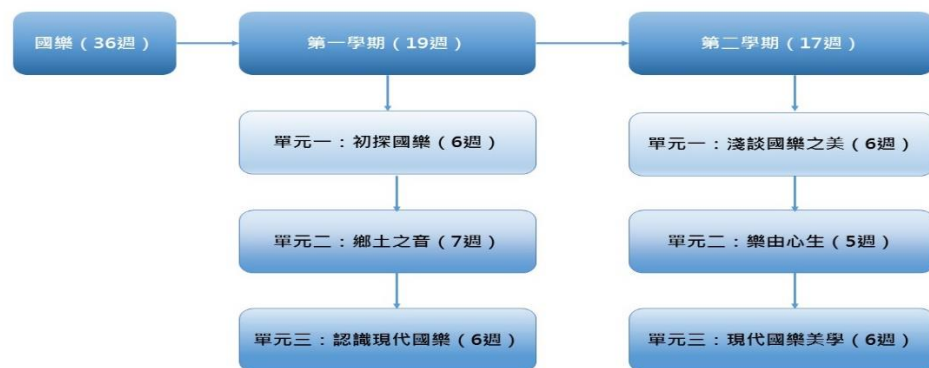 國樂（36週）
第一學期（19週）
第二學期（17週）
單元一：初探國樂（6週）
單元二：鄉土之音（7週）
單元三：認識現代國樂（6週）
單元一：淺談國樂之美（6週）
單元二：樂由心生（5週）
單元三：現代國樂美學（6週）